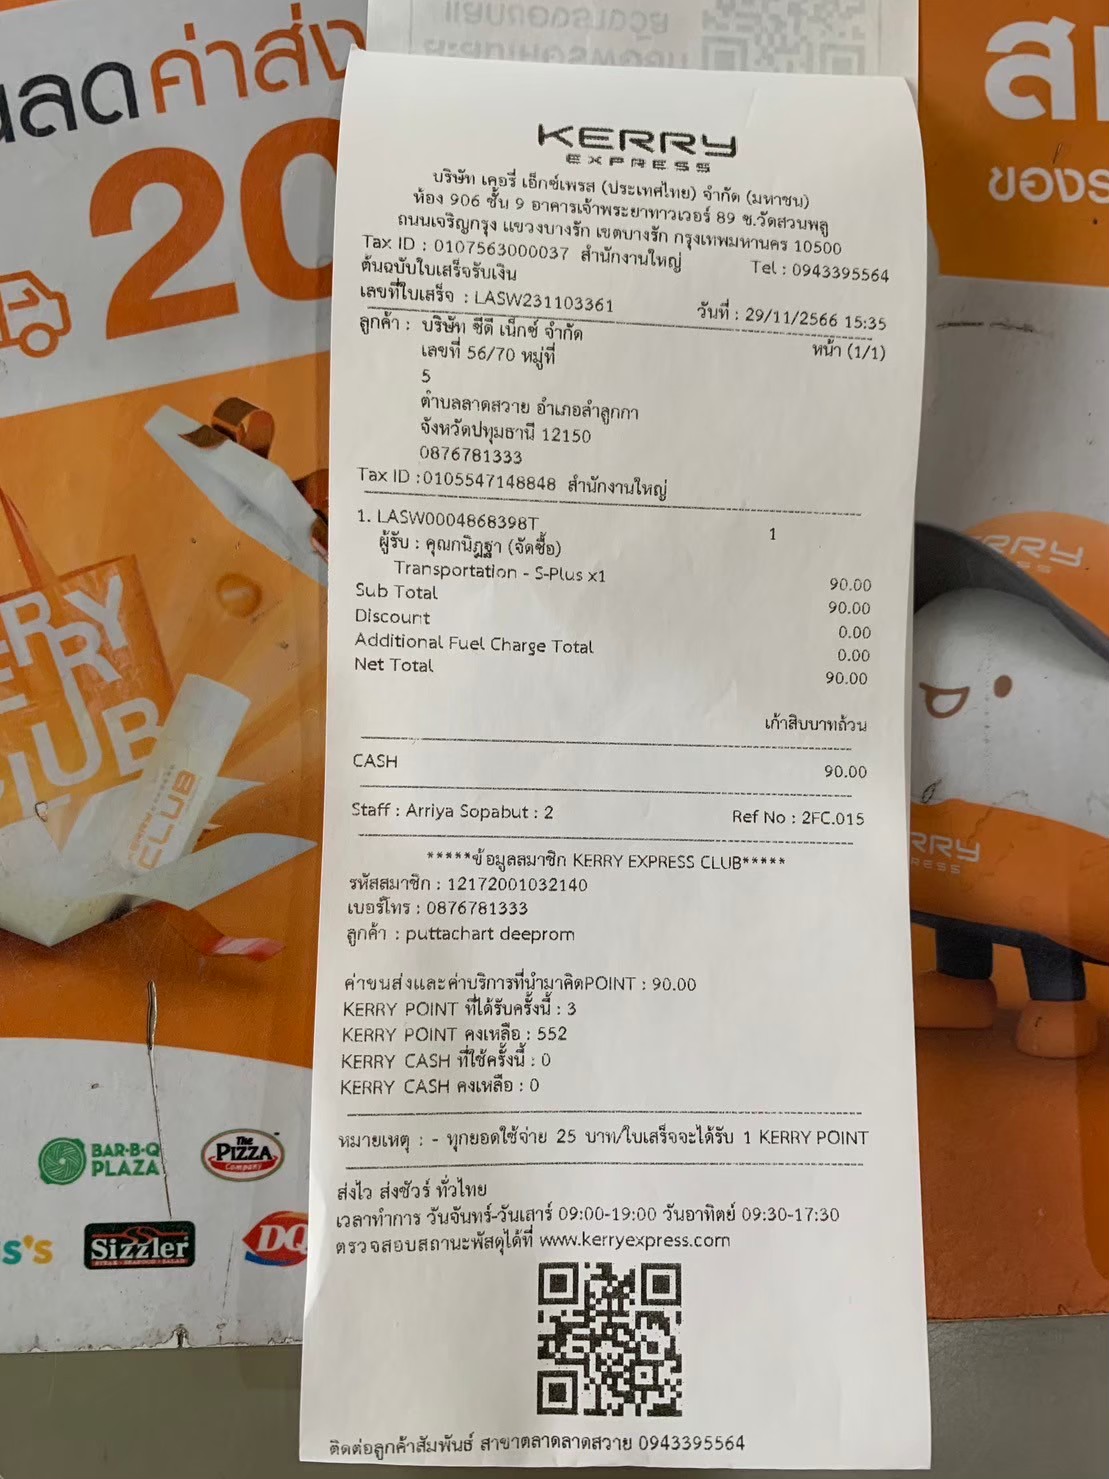 ลดค่าส่ง
20
ของร
KERRY
EXPRESS
บริษัท เคอรี่ เอ็กซ์เพรส (ประเทศไทย) จำกัด (มหาชน)
ห้อง 906 ชั้น 9 อาคารเจ้าพระยาทาวเวอร์ 89 ซ.วัดสวนพลู
ถนนเจริญกรุง แขวงบางรัก เขตบางรัก กรุงเทพมหานคร 10500
Tax ID : 0107563000037 สำนักงานใหญ่ Tel : 0943395564
ต้นฉบับใบเสร็จรับเงิน
เลขที่ใบเสร็จ : LASW231103361 วันที่ : 29/11/2566 15:35
ลูกค้า : บริษัท ซีดี เน็กซ์ จำกัด หน้า (1/1)
เลขที่ 56/70 หมู่ที่
5
ตำบลลาดสวาย อำเภอลำลูกกา
จังหวัดปทุมธานี 12150
0876781333
Tax ID :0105547148848 สำนักงานใหญ่
1. LASW0004868398T 1
ผู้รับ : คุณกนิฎฐา (จัดซื้อ)
Transportation - S-Plus x1 90.00
Sub Total 90.00
Discount 0.00
Additional Fuel Charge Total 0.00
Net Total 90.00
เก้าสิบบาทถ้วน
CASH 90.00
Staff : Arriya Sopabut : 2 Ref No : 2FC.015
*****ข้อมูลสมาชิก KERRY EXPRESS CLUB*****
รหัสสมาชิก : 12172001032140
เบอร์โทร : 0876781333
ลูกค้า : puttachart deeprom
ค่าขนส่งและค่าบริการที่นำมาคิดPOINT : 90.00
KERRY POINT ที่ได้รับครั้งนี้ : 3
KERRY POINT คงเหลือ : 552
KERRY CASH ที่ใช้ครั้งนี้ : 0
KERRY CASH คงเหลือ : 0
หมายเหตุ : - ทุกยอดใช้จ่าย 25 บาท/ใบเสร็จจะได้รับ 1 KERRY POINT
ส่งไว ส่งชัวร์ ทั่วไทย
เวลาทำการ วันจันทร์-วันเสาร์ 09:00-19:00 วันอาทิตย์ 09:30-17:30
ตรวจสอบสถานะพัสดุได้ที่ www.kerryexpress.com
ติดต่อลูกค้าสัมพันธ์ สาขาตลาดลาดสวาย 0943395564
BAR·B·Q
PLAZA
The
PIZZA
Company
Sizzler
DQ